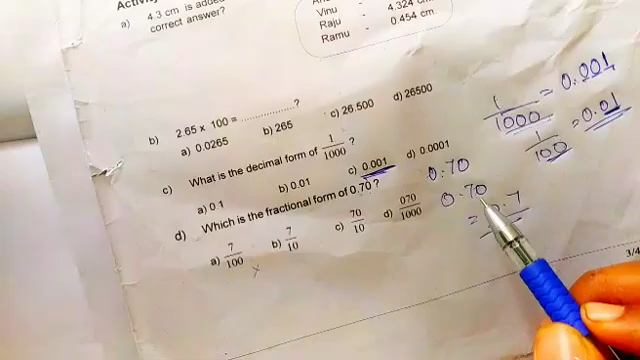 Activity
a) 4.3 cm is added
correct answer?
Vinu - 4.324 cm
Raju -
Ramu - 0.454 cm.
b) 2.65 x 100 = ................?
a) 0.0265 b) 265 c) 26.500 d) 26500
c) What is the decimal form of 1/1000 ?
a) 0.1 b) 0.01 c) 0.001 d) 0.0001
d) Which is the fractional form of 0.70 ?
a) 7/100 b) 7/10 c) 70/10 d) 070/1000
x
1/1000 = 0.001
1/100 = 0.01
0.70
0.70
= 0.7
3/4